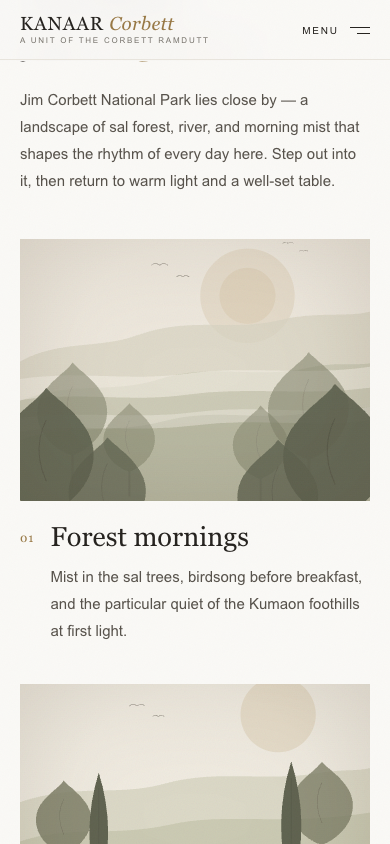 KANAAR Corbett
A UNIT OF THE CORBETT RAMDUTT
MENU
Jim Corbett National Park lies close by — a
landscape of sal forest, river, and morning mist that
shapes the rhythm of every day here. Step out into
it, then return to warm light and a well-set table.
01 Forest mornings
Mist in the sal trees, birdsong before breakfast,
and the particular quiet of the Kumaon foothills
at first light.